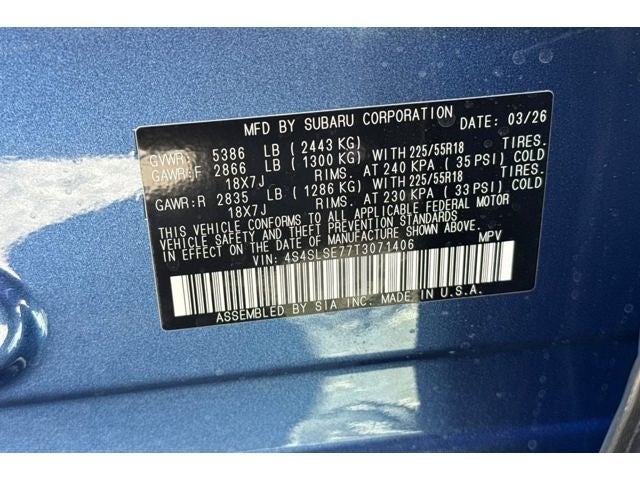 MFD BY SUBARU CORPORATION DATE: 03/26
GVWR: 5386 LB ( 2443 KG)
GAWR:F 2866 LB ( 1300 KG) WITH 225/55R18 TIRES.
18X7J RIMS. AT 240 KPA ( 35 PSI) COLD
GAWR:R 2835 LB ( 1286 KG) WITH 225/55R18 TIRES.
18X7J RIMS. AT 230 KPA ( 33 PSI) COLD
THIS VEHICLE CONFORMS TO ALL APPLICABLE FEDERAL MOTOR
VEHICLE SAFETY AND THEFT PREVENTION STANDARDS
IN EFFECT ON THE DATE OF MANUFACTURE SHOWN ABOVE.
VIN: 4S4SLSE77T3071406 MPV
ASSEMBLED BY SIA INC. MADE IN U.S.A.